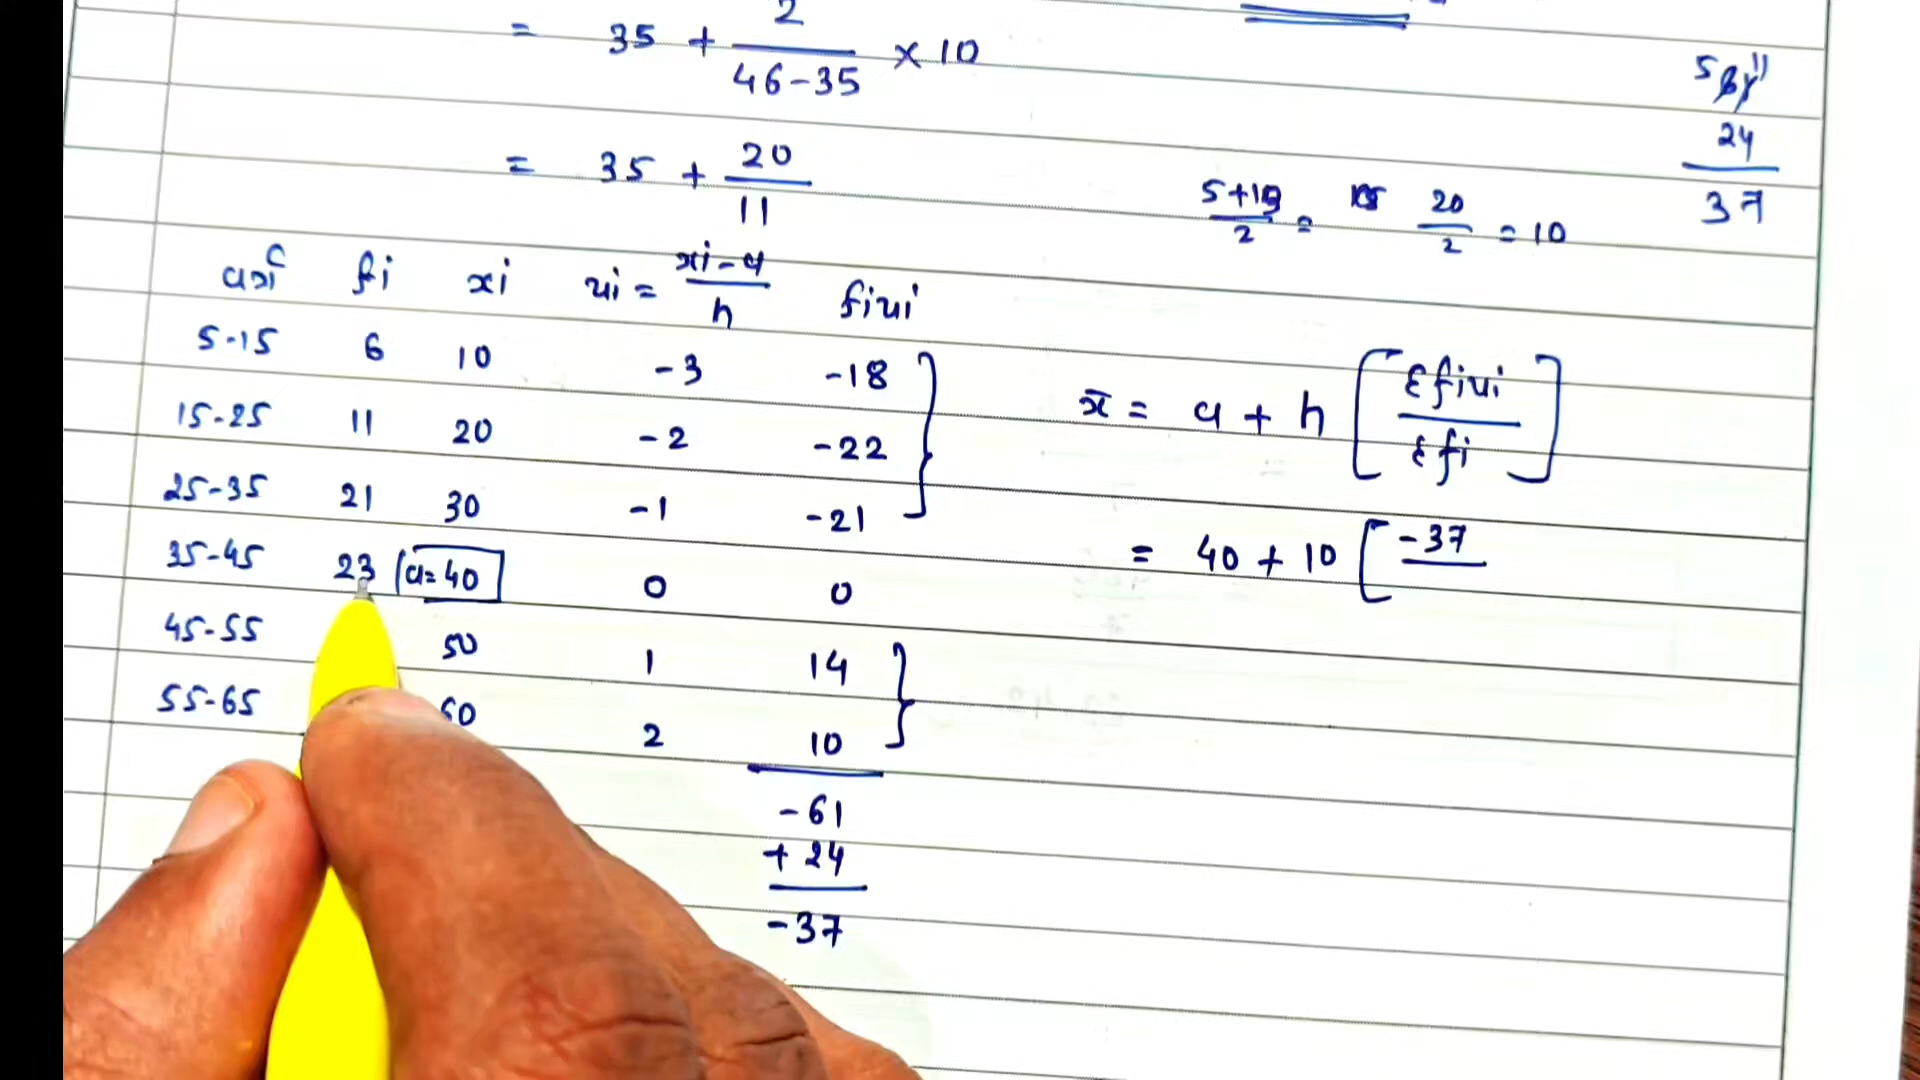 = 35 + 2/46-35 × 10
= 35 + 20/11
5+15/2 = 20/2 = 10
24
37
fi xi ui = xi-a/h fiui
5-15 6 10 -3 -18
15-25 11 20 -2 -22
25-35 21 30 -1 -21
35-45 23 a=40 0 0
45-55 50 1 14
55-65 60 2 10
-61
+ 24
-37
x̄ = a + h [Σfiui/Σfi]
= 40 + 10 [-37